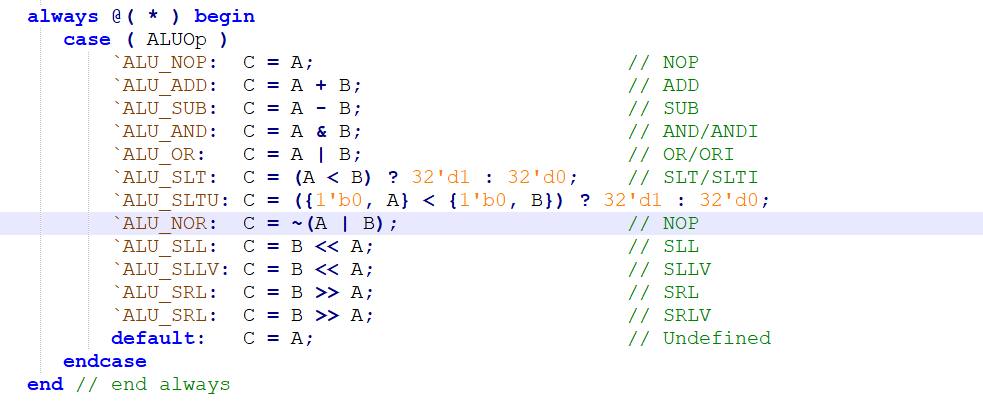 always @( * ) begin
case ( ALUOp )
`ALU_NOP: C = A; // NOP
`ALU_ADD: C = A + B; // ADD
`ALU_SUB: C = A - B; // SUB
`ALU_AND: C = A & B; // AND/ANDI
`ALU_OR: C = A | B; // OR/ORI
`ALU_SLT: C = (A < B) ? 32'd1 : 32'd0; // SLT/SLTI
`ALU_SLTU: C = ({1'b0, A} < {1'b0, B}) ? 32'd1 : 32'd0;
`ALU_NOR: C = ~(A | B); // NOP
`ALU_SLL: C = B << A; // SLL
`ALU_SLLV: C = B << A; // SLLV
`ALU_SRL: C = B >> A; // SRL
`ALU_SRL: C = B >> A; // SRLV
default: C = A; // Undefined
endcase
end // end always